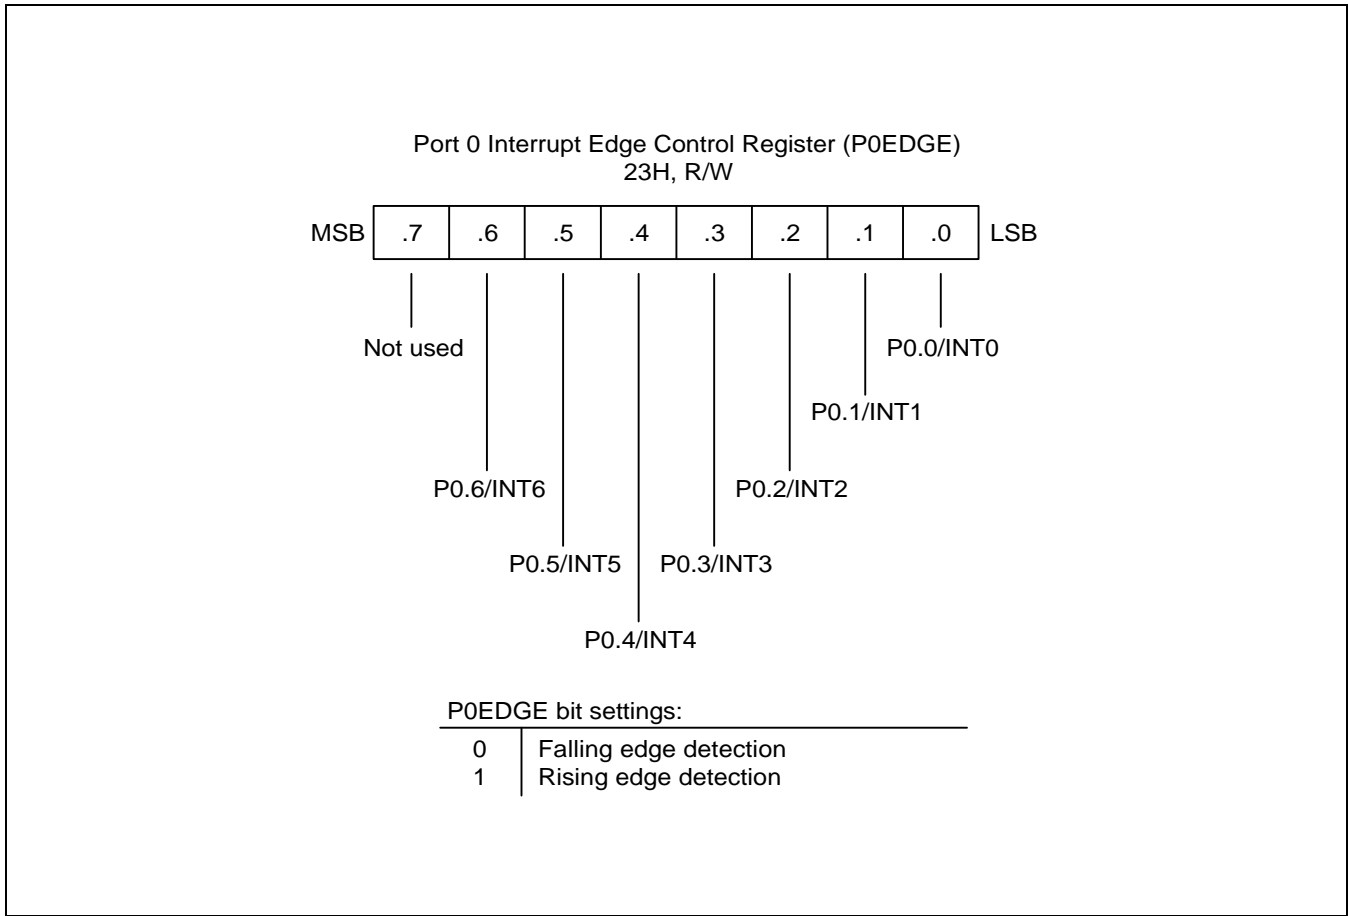 Port 0 Interrupt Edge Control Register (P0EDGE)
23H, R/W
MSB .7 .6 .5 .4 .3 .2 .1 .0 LSB
Not used P0.0/INT0
P0.1/INT1
P0.6/INT6 P0.2/INT2
P0.5/INT5 P0.3/INT3
P0.4/INT4
P0EDGE bit settings:
0 Falling edge detection
1 Rising edge detection